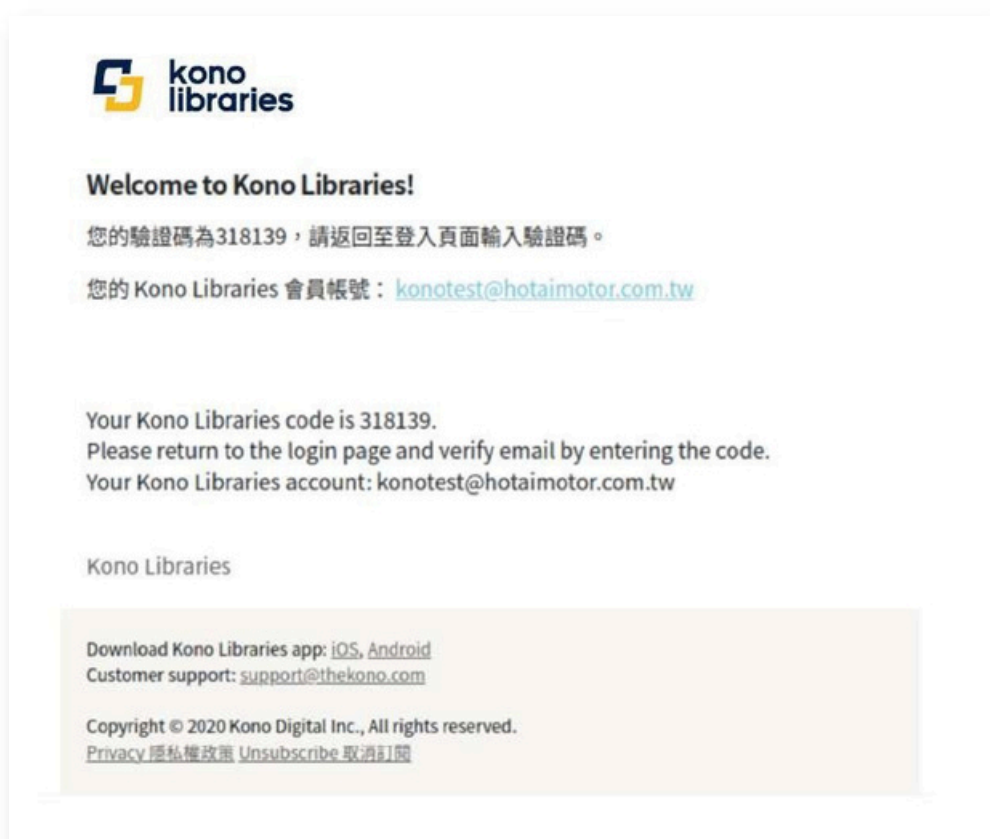 kono
libraries
Welcome to Kono Libraries!
您的驗證碼為318139，請返回至登入頁面輸入驗證碼。
您的 Kono Libraries 會員帳號： konotest@hotaimotor.com.tw
Your Kono Libraries code is 318139.
Please return to the login page and verify email by entering the code.
Your Kono Libraries account: konotest@hotaimotor.com.tw
Kono Libraries
Download Kono Libraries app: iOS, Android
Customer support: support@thekono.com
Copyright © 2020 Kono Digital Inc., All rights reserved.
Privacy 隱私權政策 Unsubscribe 取消訂閱